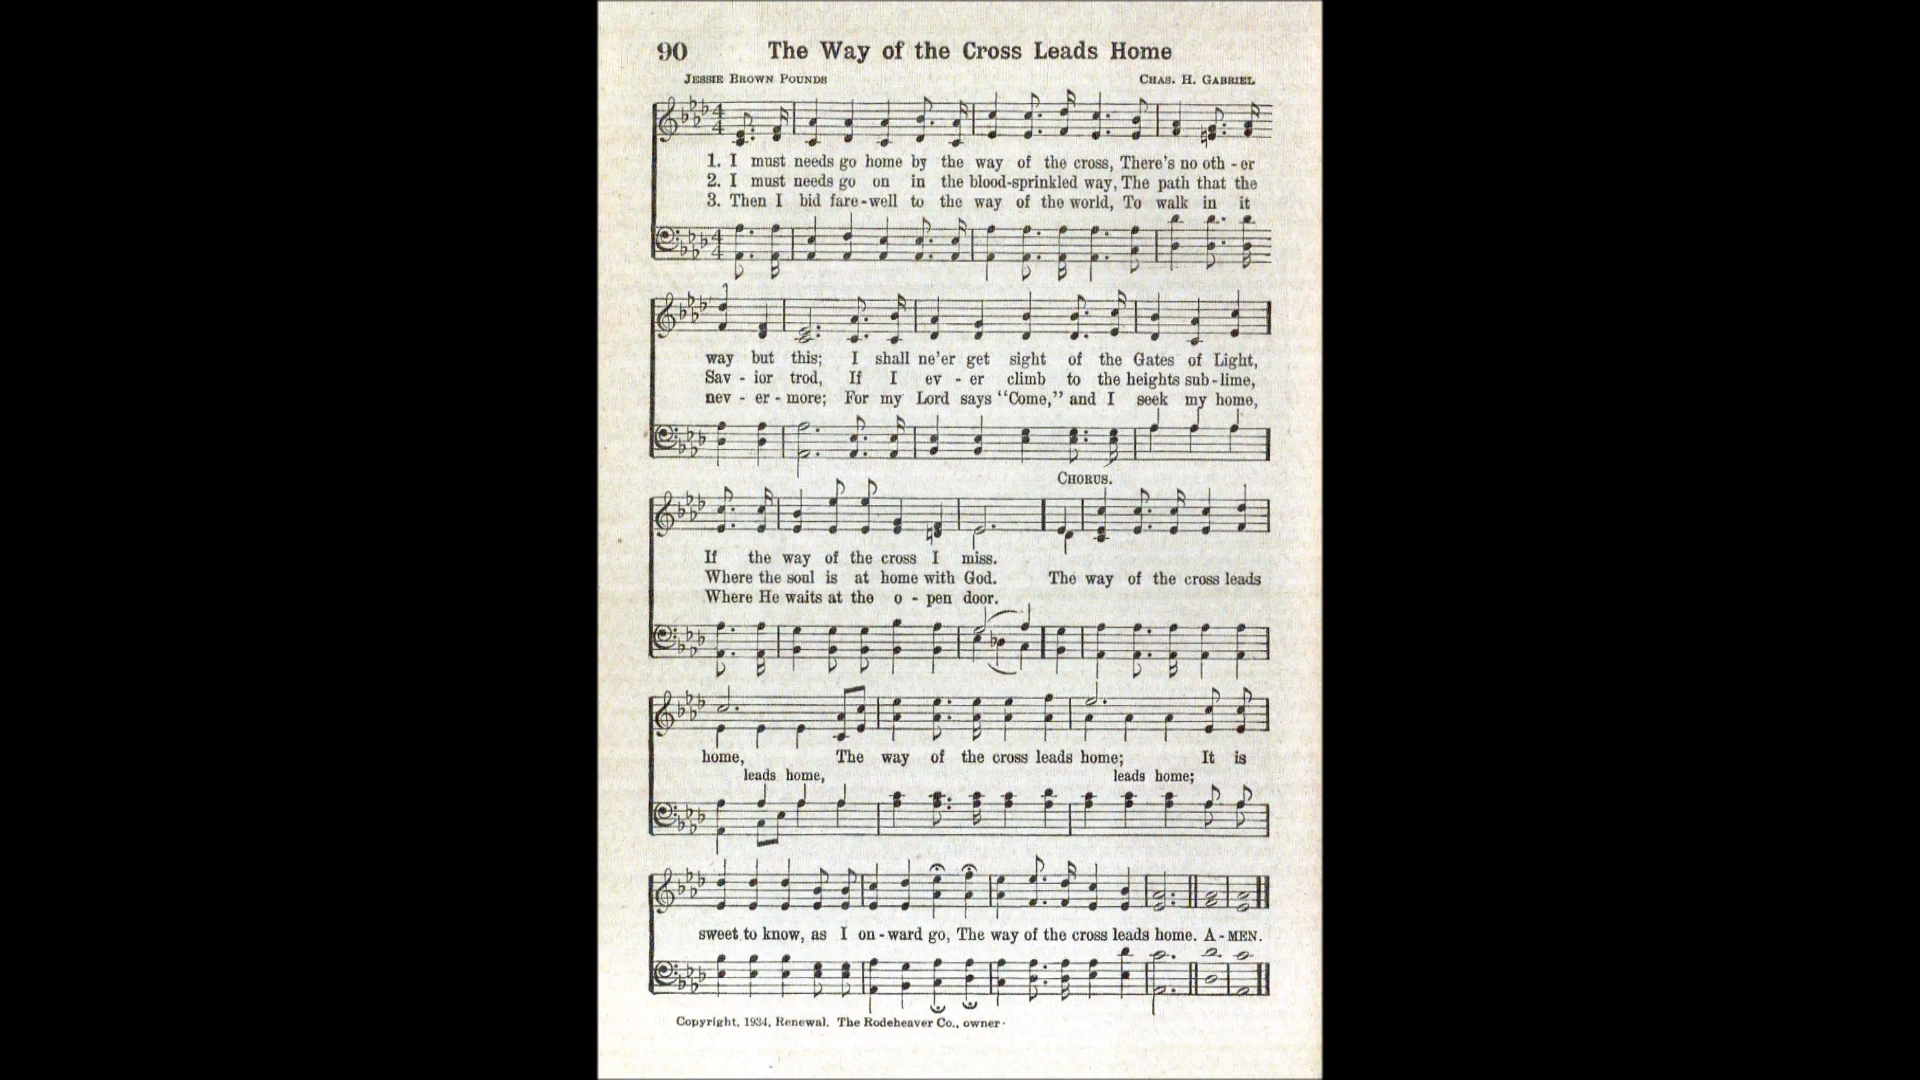 90 The Way of the Cross Leads Home
JESSIE BROWN POUNDS CHAS. H. GABRIEL
1. I must needs go home by the way of the cross, There's no oth - er
2. I must needs go on in the blood-sprinkled way, The path that the
3. Then I bid fare - well to the way of the world, To walk in it
way but this; I shall ne'er get sight of the Gates of Light,
Sav - ior trod, If I ev - er climb to the heights sub - lime,
nev - er - more; For my Lord says "Come," and I seek my home,
CHORUS.
If the way of the cross I miss.
Where the soul is at home with God. The way of the cross leads
Where He waits at the o - pen door.
home, The way of the cross leads home; It is
leads home, leads home;
sweet to know, as I on - ward go, The way of the cross leads home. A - MEN.
Copyright, 1934, Renewal. The Rodeheaver Co., owner.